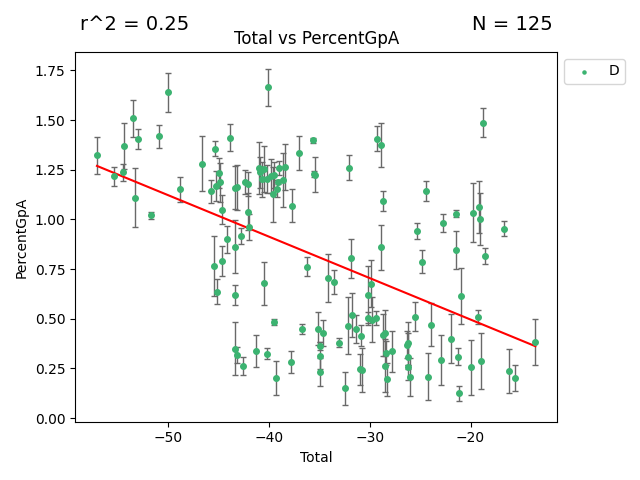 r^2 = 0.25
N = 125
Total vs PercentGpA
D
PercentGpA
1.75
1.50
1.25
1.00
0.75
0.50
0.25
0.00
−50
−40
−30
−20
Total